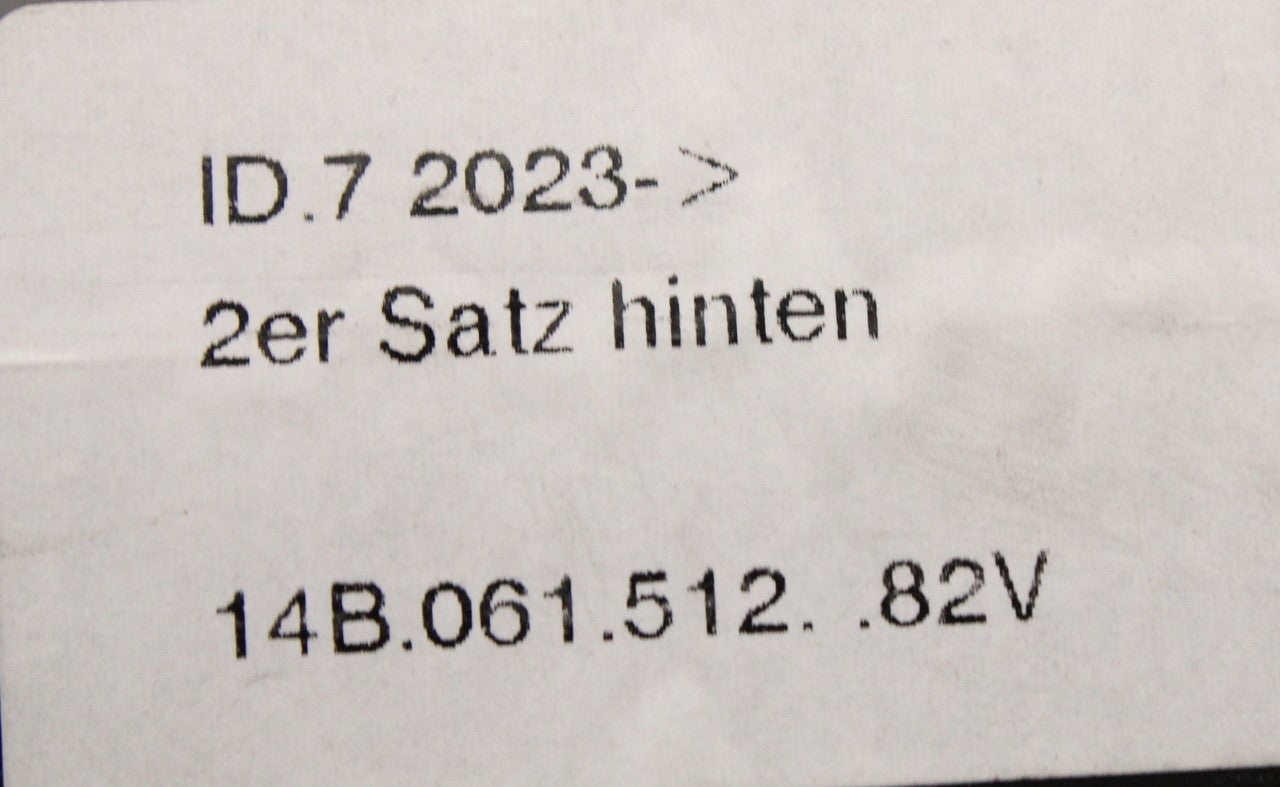 ID.7 2023->
2er Satz hinten
14B.061.512. .82V